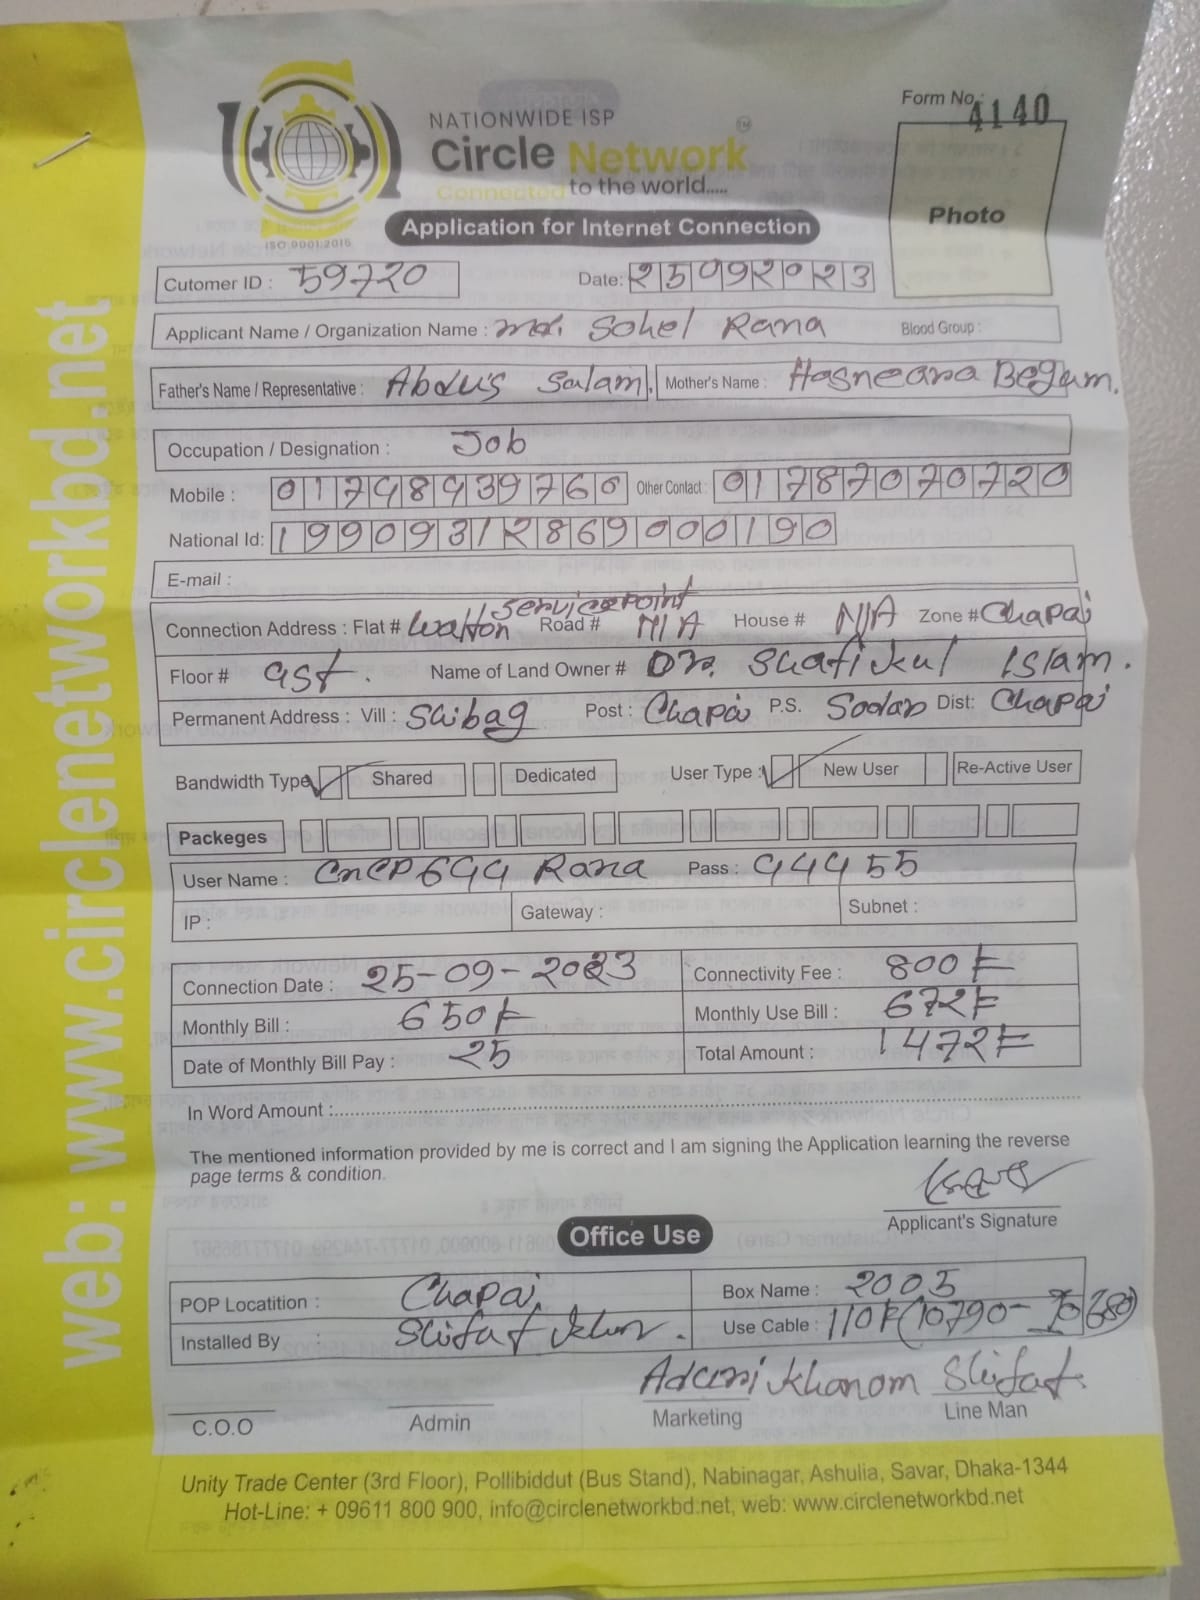 Form No.: 4140
NATIONWIDE ISP
Circle Network™
Connected to the world.....
ISO 9001:2015
Application for Internet Connection
Photo
web: www.circlenetworkbd.net
Cutomer ID : 59720 Date: 25092023
Applicant Name / Organization Name : Md. Sohel Rana Blood Group :
Father's Name / Representative : Abdus Salam. Mother's Name : Hasneara Begum.
Occupation / Designation : Job
Mobile : 01748439760 Other Contact : 01787070720
National Id: 19909312869000190
E-mail :
Connection Address : Flat # Walton Service Point Road # N/A House # N/A Zone # Chapai
Floor # Gst. Name of Land Owner # Dr. Shafikul Islam.
Permanent Address : Vill : Shibag Post : Chapai P.S. Sodar Dist: Chapai
Bandwidth Type Shared Dedicated User Type : New User Re-Active User
Packeges
User Name : CnCP644 Rana Pass : 44455
IP : Gateway : Subnet :
Connection Date : 25-09-2023 Connectivity Fee : 800৳
Monthly Bill : 650৳ Monthly Use Bill : 672৳
Date of Monthly Bill Pay : 25 Total Amount : 1472৳
In Word Amount :
The mentioned information provided by me is correct and I am signing the Application learning the reverse
page terms & condition.
Applicant's Signature
Office Use
POP Locatition : Chapai Box Name : 2005
Installed By : Shifat Use Cable : 110
Aduri Khanom Shifat
C.O.O Admin Marketing Line Man
Unity Trade Center (3rd Floor), Pollibiddut (Bus Stand), Nabinagar, Ashulia, Savar, Dhaka-1344
Hot-Line: + 09611 800 900, info@circlenetworkbd.net, web: www.circlenetworkbd.net